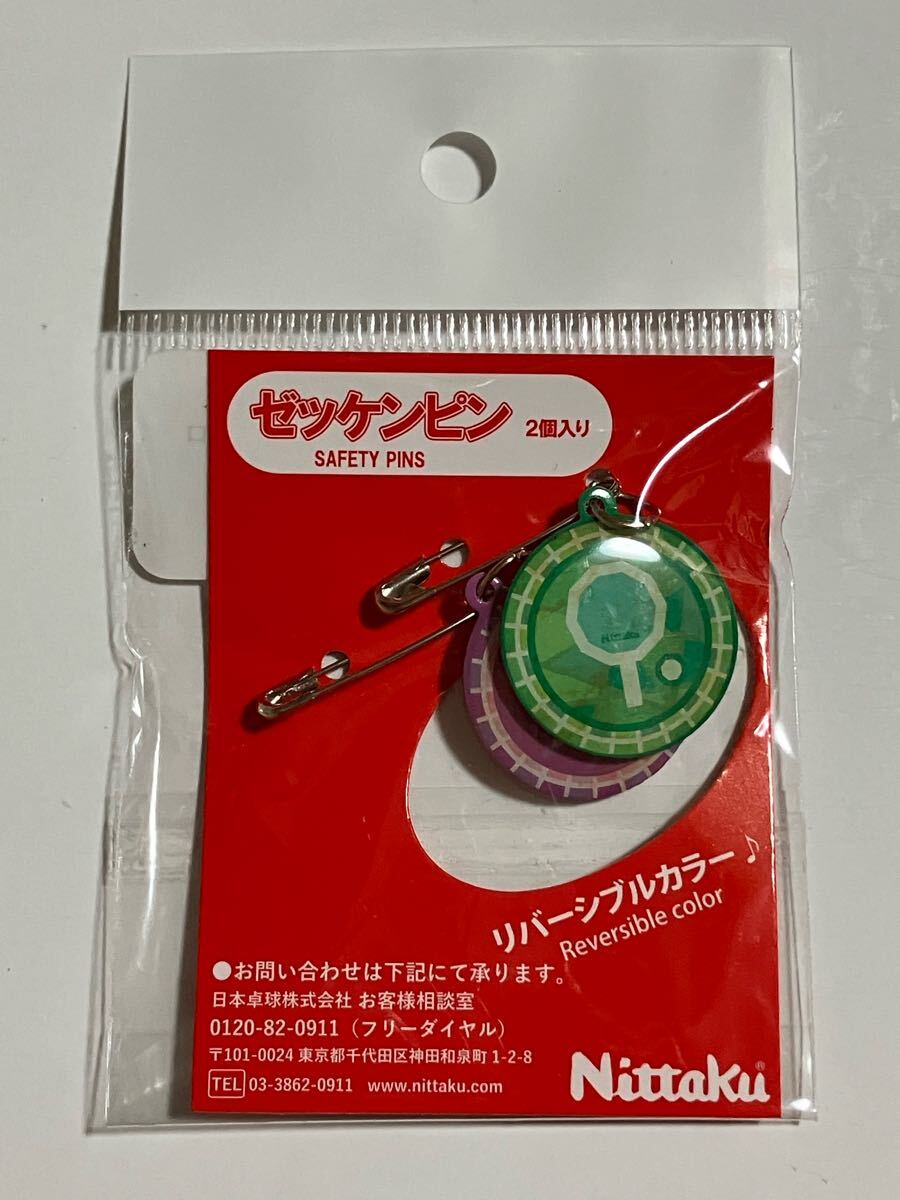 ゼッケンピン 2個入り
SAFETY PINS
Nittaku
リバーシブルカラー♪
Reversible color
●お問い合わせは下記にて承ります。
日本卓球株式会社 お客様相談室
0120-82-0911（フリーダイヤル）
〒101-0024 東京都千代田区神田和泉町 1-2-8
TEL 03-3862-0911 www.nittaku.com
Nittaku®